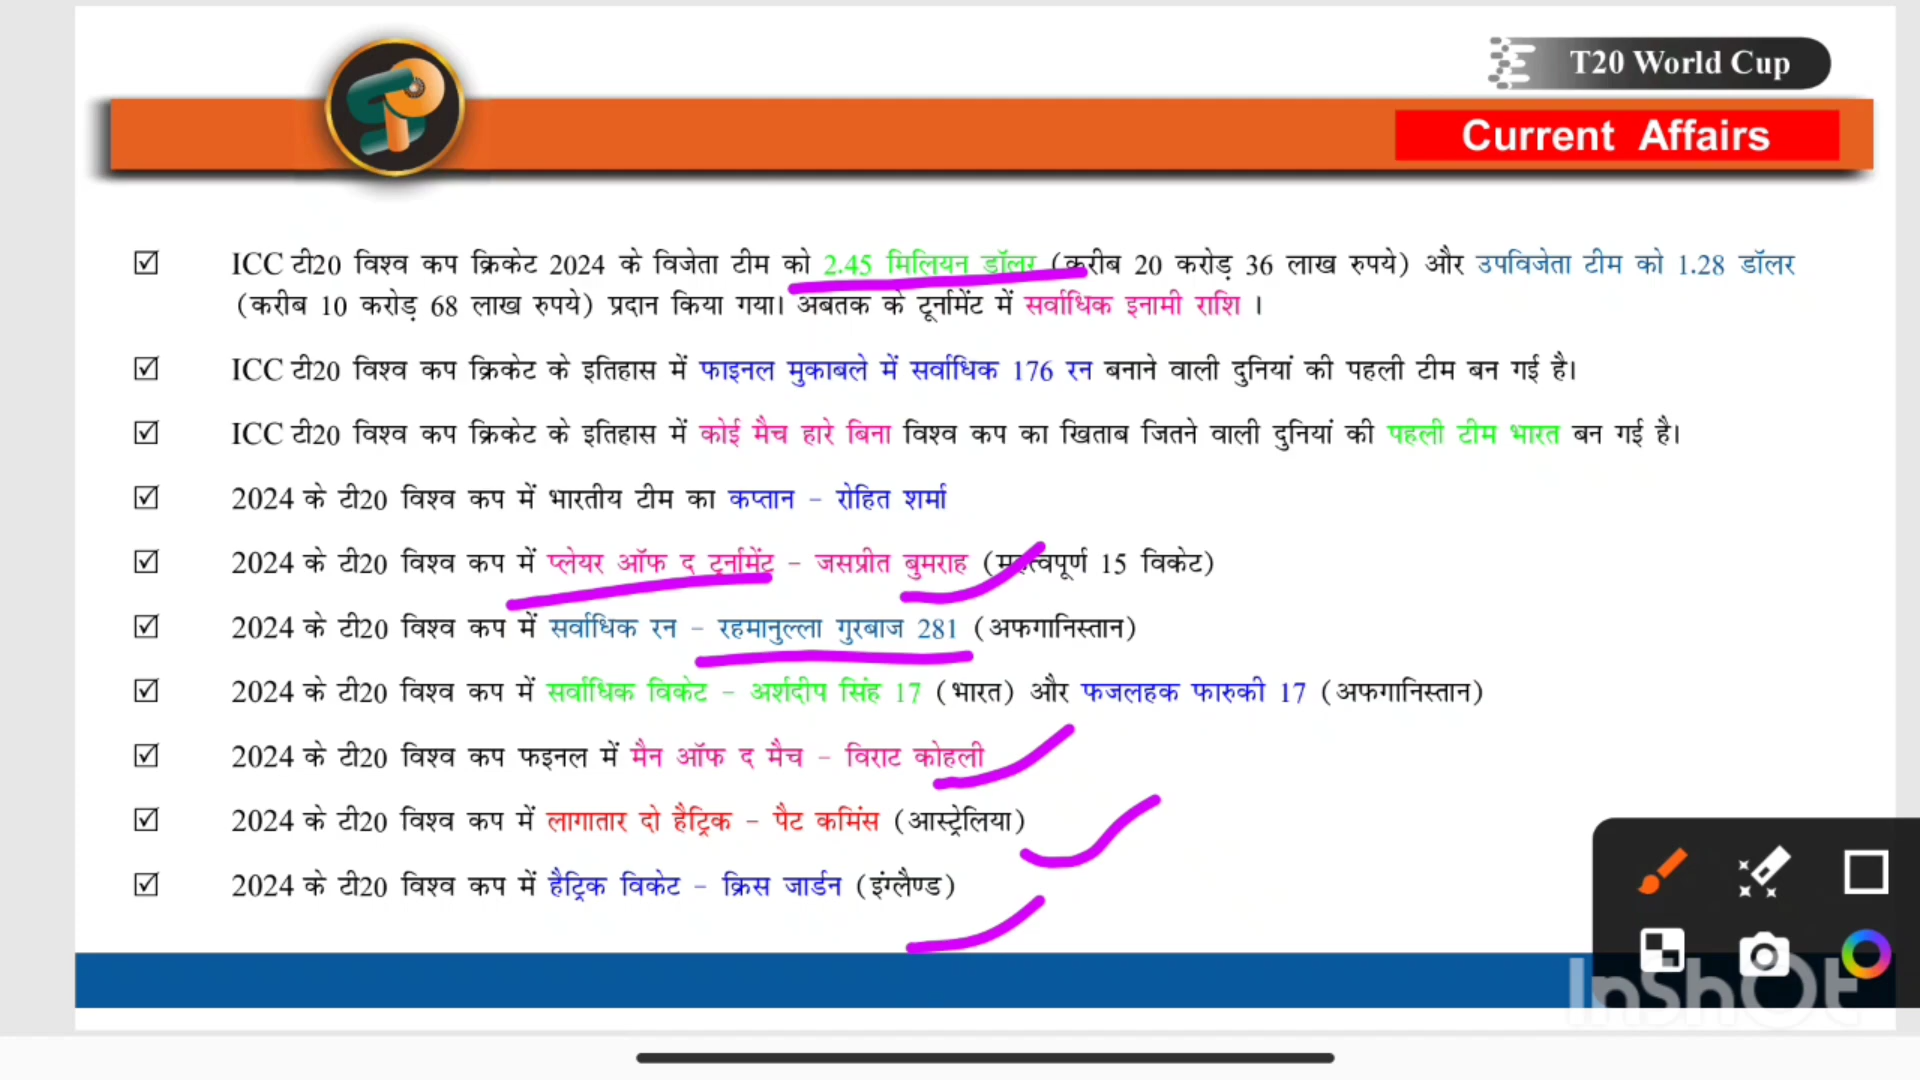 T20 World Cup
Current Affairs
ICC टी20 विश्व कप क्रिकेट 2024 के विजेता टीम को 2.45 मिलियन डॉलर (करीब 20 करोड़ 36 लाख रुपये) और उपविजेता टीम को 1.28 डॉलर
(करीब 10 करोड़ 68 लाख रुपये) प्रदान किया गया। अबतक के टूर्नामेंट में सर्वाधिक इनामी राशि ।
ICC टी20 विश्व कप क्रिकेट के इतिहास में फाइनल मुकाबले में सर्वाधिक 176 रन बनाने वाली दुनियां की पहली टीम बन गई है।
ICC टी20 विश्व कप क्रिकेट के इतिहास में कोई मैच हारे बिना विश्व कप का खिताब जितने वाली दुनियां की पहली टीम भारत बन गई है।
2024 के टी20 विश्व कप में भारतीय टीम का कप्तान – रोहित शर्मा
2024 के टी20 विश्व कप में प्लेयर ऑफ द टूर्नामेंट – जसप्रीत बुमराह (महत्वपूर्ण 15 विकेट)
2024 के टी20 विश्व कप में सर्वाधिक रन – रहमानुल्ला गुरबाज 281 (अफगानिस्तान)
2024 के टी20 विश्व कप में सर्वाधिक विकेट – अर्शदीप सिंह 17 (भारत) और फजलहक फारुकी 17 (अफगानिस्तान)
2024 के टी20 विश्व कप फइनल में मैन ऑफ द मैच – विराट कोहली
2024 के टी20 विश्व कप में लागातार दो हैट्रिक – पैट कमिंस (आस्ट्रेलिया)
2024 के टी20 विश्व कप में हैट्रिक विकेट – क्रिस जार्डन (इंग्लैण्ड)
InShOt